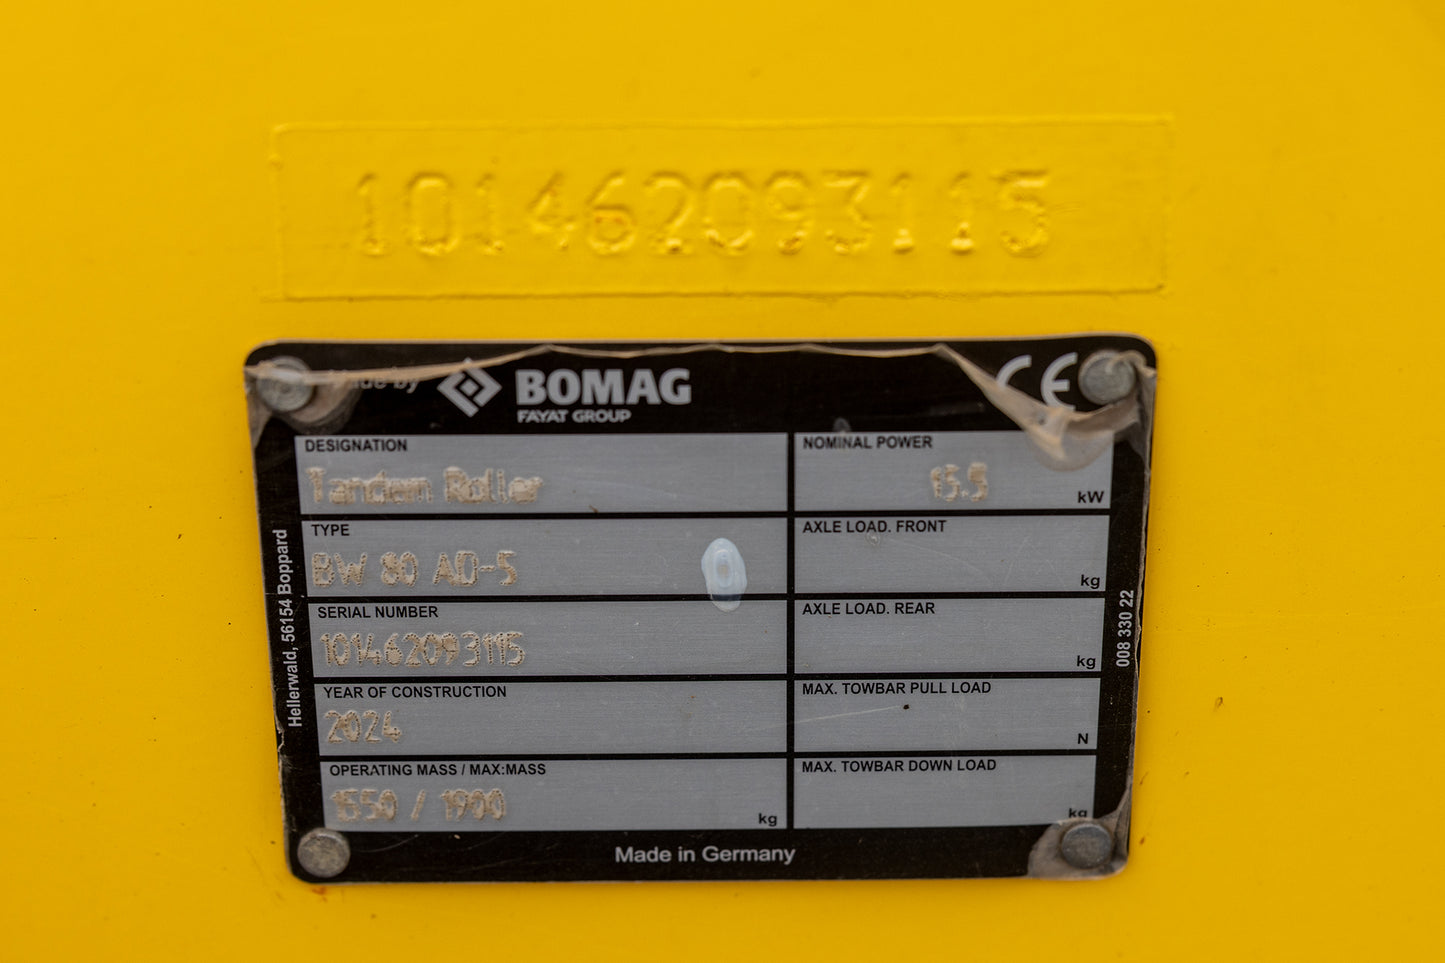 101462093115
Made by BOMAG CE
FAYAT GROUP
DESIGNATION
Tandem Roller
NOMINAL POWER
15.5 kW
TYPE
BW 80 AD-5
AXLE LOAD. FRONT
kg
SERIAL NUMBER
101462093115
AXLE LOAD. REAR
kg
YEAR OF CONSTRUCTION
2024
MAX. TOWBAR PULL LOAD
N
OPERATING MASS / MAX:MASS
1550 / 1900 kg
MAX. TOWBAR DOWN LOAD
kg
Made in Germany
Hellerwald, 56154 Boppard
008 330 22